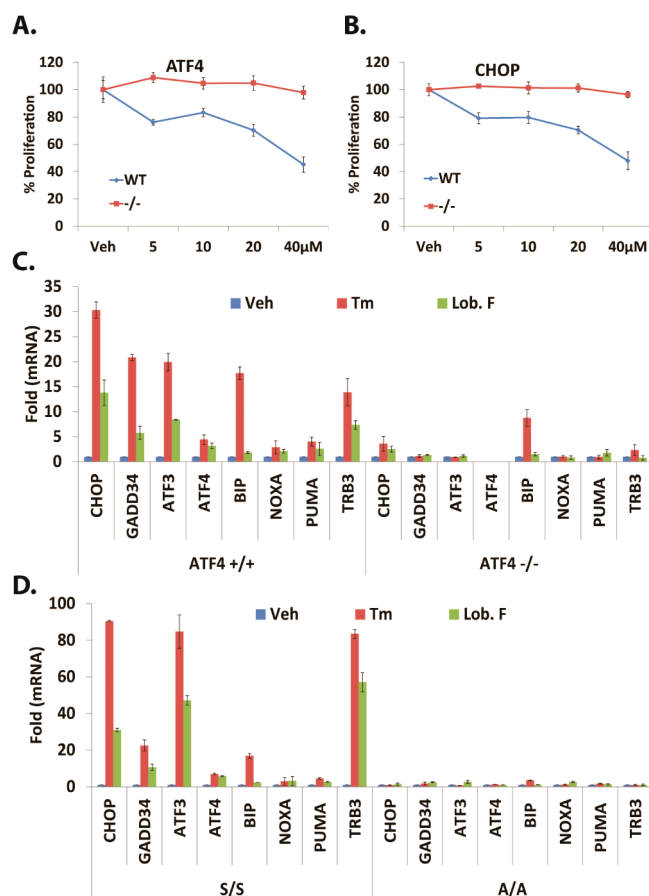 A.
ATF4
% Proliferation
120
100
80
60
40
20
0
WT
-/-
Veh 5 10 20 40µM
B.
CHOP
% Proliferation
120
100
80
60
40
20
0
WT
-/-
Veh 5 10 20 40µM
C.
Veh Tm Lob. F
Fold (mRNA)
35
30
25
20
15
10
5
0
CHOP GADD34 ATF3 ATF4 BIP NOXA PUMA TRB3 CHOP GADD34 ATF3 ATF4 BIP NOXA PUMA TRB3
ATF4 +/+ ATF4 -/-
D.
Veh Tm Lob. F
Fold (mRNA)
100
80
60
40
20
0
CHOP GADD34 ATF3 ATF4 BIP NOXA PUMA TRB3 CHOP GADD34 ATF3 ATF4 BIP NOXA PUMA TRB3
S/S A/A